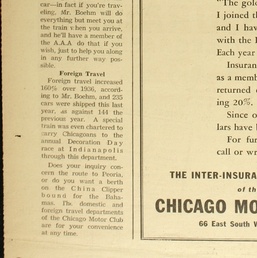 car—in fact if you're trav-
eling, Mr. Boehm will do
everything but meet you at
the train when you arrive,
and he'll have a member of
the A.A.A. do that if you
wish, just to help you along
in any further way pos-
sible.
Foreign Travel
Foreign travel increased
160% over 1936, accord-
ing to Mr. Boehm, and 235
cars were shipped this last
year, as against 144 the
previous year. A special
train was even chartered to
carry Chicagoans to the
annual Decoration Day
race at Indianapolis
through this department.
Does your inquiry con-
cern the route to Peoria,
or do you want a berth
on the China Clipper
bound for the Baha-
mas. The domestic and
foreign travel departments
of the Chicago Motor Club
are for your convenience
at any time.
"The gold
I joined th
and I hav
with the
Each year
Insuran
as a memb
returned
ing 20%.
Since o
lars have b
For fur
call or wr
THE INTER-INSURA
of th
CHICAGO MO
66 East South W